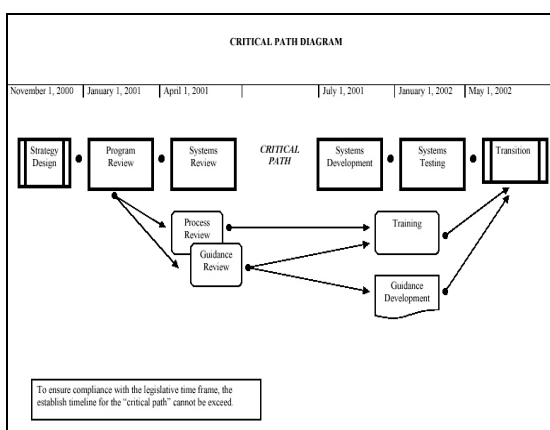 CRITICAL PATH DIAGRAM
November 1, 2000 January 1, 2001 April 1, 2001 July 1, 2001 January 1, 2002 May 1, 2002
Strategy
Design
Program
Review
Systems
Review
CRITICAL
PATH
Systems
Development
Systems
Testing
Transition
Process
Review
Guidance
Review
Training
Guidance
Development
To ensure compliance with the legislative time frame, the
establish timeline for the “critical path” cannot be exceed.